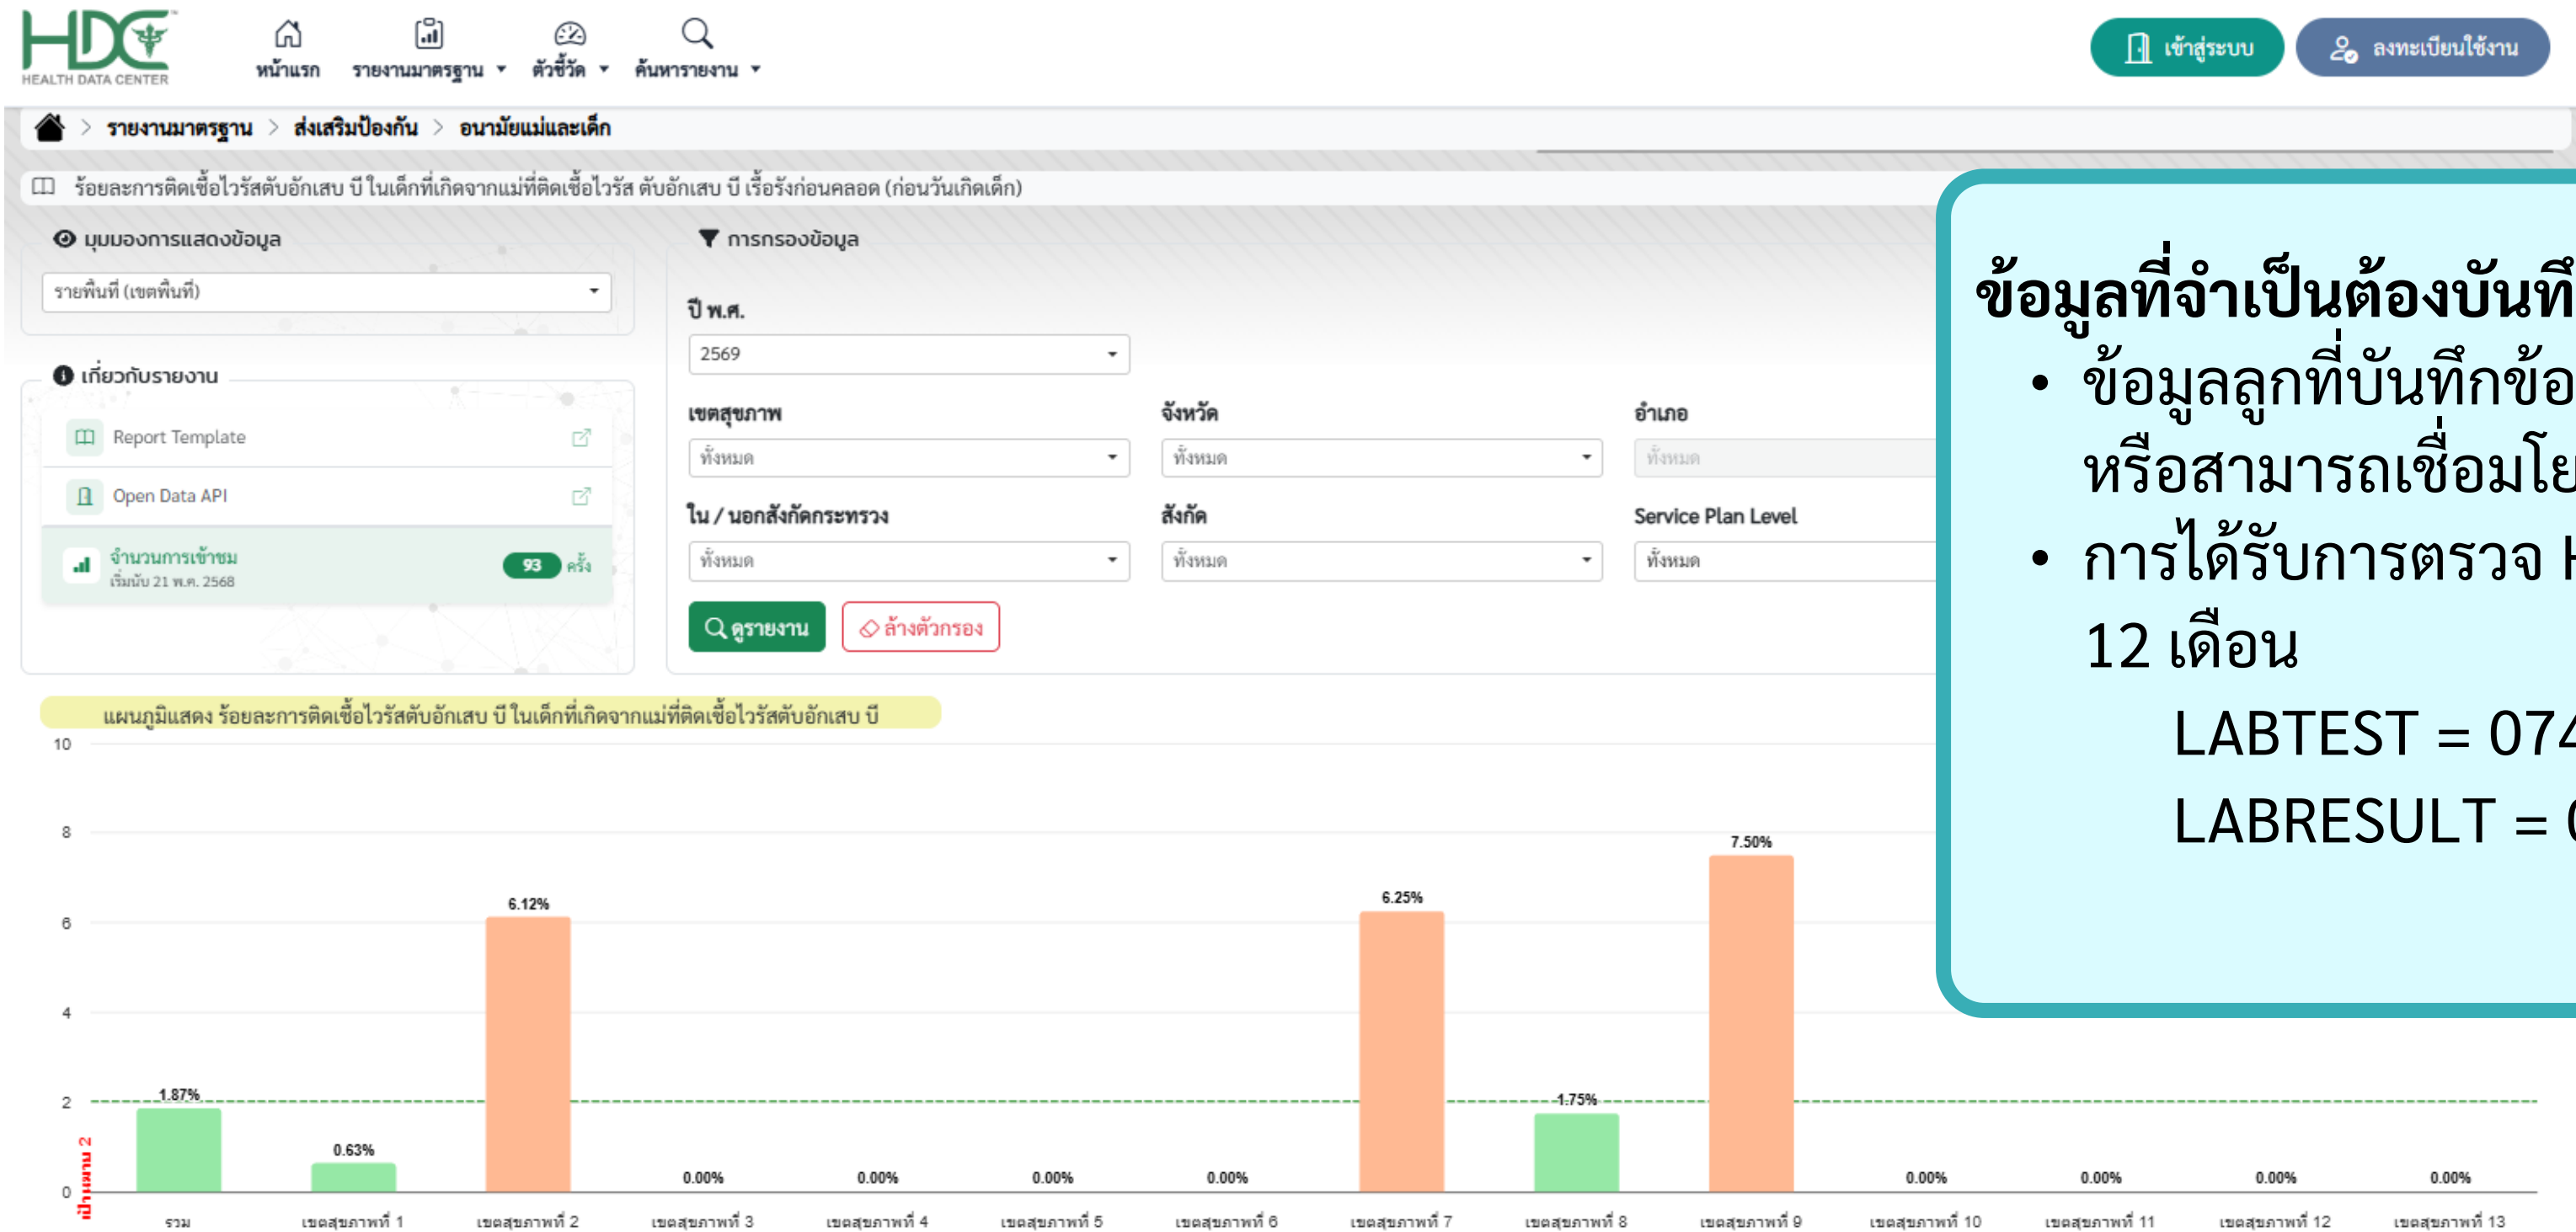 HDC
HEALTH DATA CENTER
หน้าแรก รายงานมาตรฐาน ตัวชี้วัด ค้นหารายงาน
เข้าสู่ระบบ ลงทะเบียนใช้งาน
> รายงานมาตรฐาน > ส่งเสริมป้องกัน > อนามัยแม่และเด็ก
ร้อยละการติดเชื้อไวรัสตับอักเสบ บี ในเด็กที่เกิดจากแม่ที่ติดเชื้อไวรัส ตับอักเสบ บี เรื้อรังก่อนคลอด (ก่อนวันเกิดเด็ก)
มุมมองการแสดงข้อมูล
รายพื้นที่ (เขตพื้นที่)
เกี่ยวกับรายงาน
Report Template
Open Data API
จำนวนการเข้าชม
เริ่มนับ 21 พ.ค. 2568
93 ครั้ง
การกรองข้อมูล
ปี พ.ศ.
2569
เขตสุขภาพ จังหวัด อำเภอ
ทั้งหมด ทั้งหมด ทั้งหมด
ใน / นอกสังกัดกระทรวง สังกัด Service Plan Level
ทั้งหมด ทั้งหมด ทั้งหมด
ดูรายงาน ล้างตัวกรอง
ข้อมูลที่จำเป็นต้องบันทึ
• ข้อมูลลูกที่บันทึกข้อ
หรือสามารถเชื่อมโย
• การได้รับการตรวจ H
12 เดือน
LABTEST = 074
LABRESULT = 0
แผนภูมิแสดง ร้อยละการติดเชื้อไวรัสตับอักเสบ บี ในเด็กที่เกิดจากแม่ที่ติดเชื้อไวรัสตับอักเสบ บี
10
8
6
4
2
0
เป้าหมาย 2
1.87% 0.63% 6.12% 0.00% 0.00% 0.00% 0.00% 6.25% 1.75% 7.50% 0.00% 0.00% 0.00% 0.00%
รวม เขตสุขภาพที่ 1 เขตสุขภาพที่ 2 เขตสุขภาพที่ 3 เขตสุขภาพที่ 4 เขตสุขภาพที่ 5 เขตสุขภาพที่ 6 เขตสุขภาพที่ 7 เขตสุขภาพที่ 8 เขตสุขภาพที่ 9 เขตสุขภาพที่ 10 เขตสุขภาพที่ 11 เขตสุขภาพที่ 12 เขตสุขภาพที่ 13